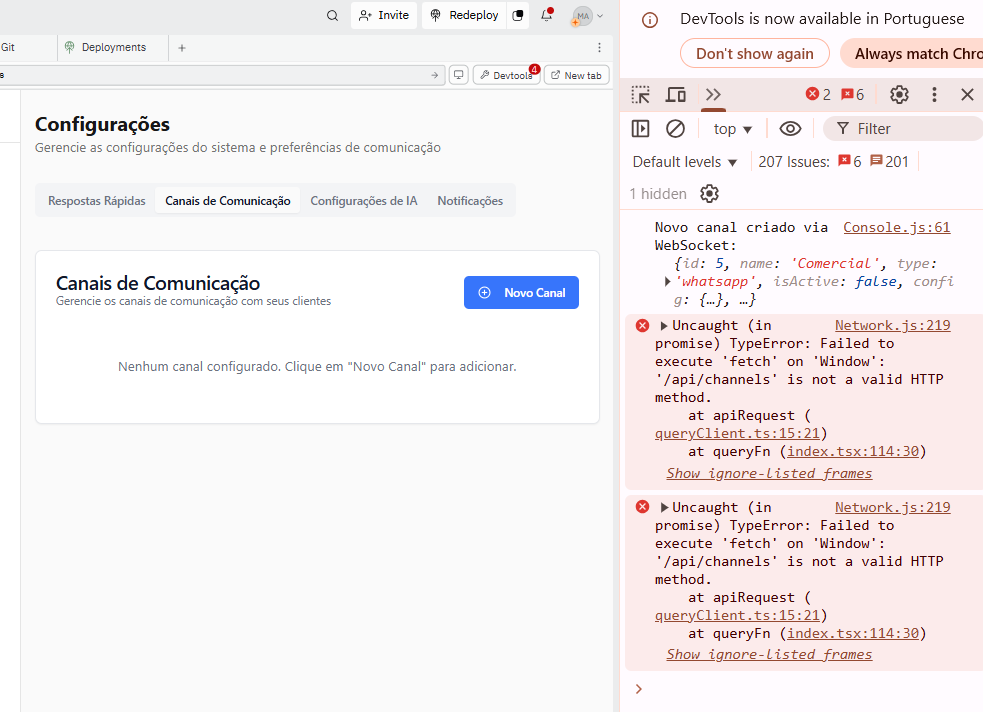 Invite
Redeploy
MA
Git
Deployments
s
Devtools
4
New tab
Configurações
Gerencie as configurações do sistema e preferências de comunicação
Respostas Rápidas
Canais de Comunicação
Configurações de IA
Notificações
Canais de Comunicação
Gerencie os canais de comunicação com seus clientes
Novo Canal
Nenhum canal configurado. Clique em "Novo Canal" para adicionar.
DevTools is now available in Portuguese
Don't show again
Always match Chro
2
6
top
Filter
Default levels
207 Issues:
6
201
1 hidden
Novo canal criado via Console.js:61
WebSocket:
{id: 5, name: 'Comercial', type:
'whatsapp', isActive: false, confi
g: {…}, …}
Uncaught (in Network.js:219
promise) TypeError: Failed to
execute 'fetch' on 'Window':
'/api/channels' is not a valid HTTP
method.
at apiRequest (
queryClient.ts:15:21)
at queryFn (index.tsx:114:30)
Show ignore-listed frames
Uncaught (in Network.js:219
promise) TypeError: Failed to
execute 'fetch' on 'Window':
'/api/channels' is not a valid HTTP
method.
at apiRequest (
queryClient.ts:15:21)
at queryFn (index.tsx:114:30)
Show ignore-listed frames